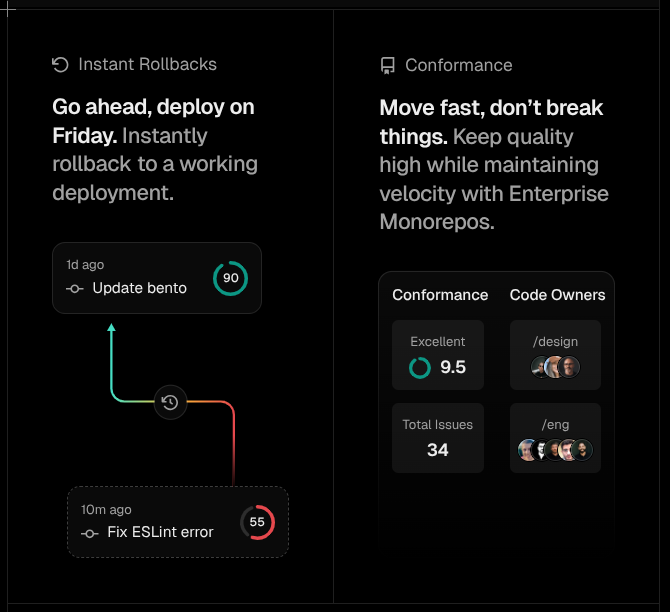 Instant Rollbacks
Go ahead, deploy on
Friday. Instantly
rollback to a working
deployment.
1d ago
Update bento
90
10m ago
Fix ESLint error
55
Conformance
Move fast, don’t break
things. Keep quality
high while maintaining
velocity with Enterprise
Monorepos.
Conformance
Code Owners
Excellent
9.5
/design
Total Issues
34
/eng